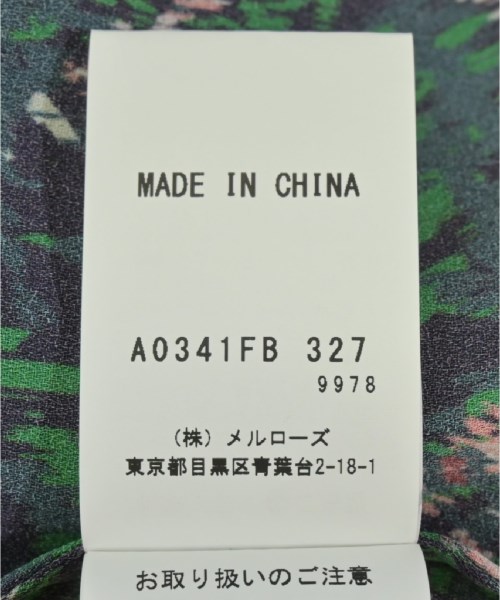 MADE IN CHINA
A0341FB 327
9978
(株) メルローズ
東京都目黒区青葉台2-18-1
お取り扱いのご注意